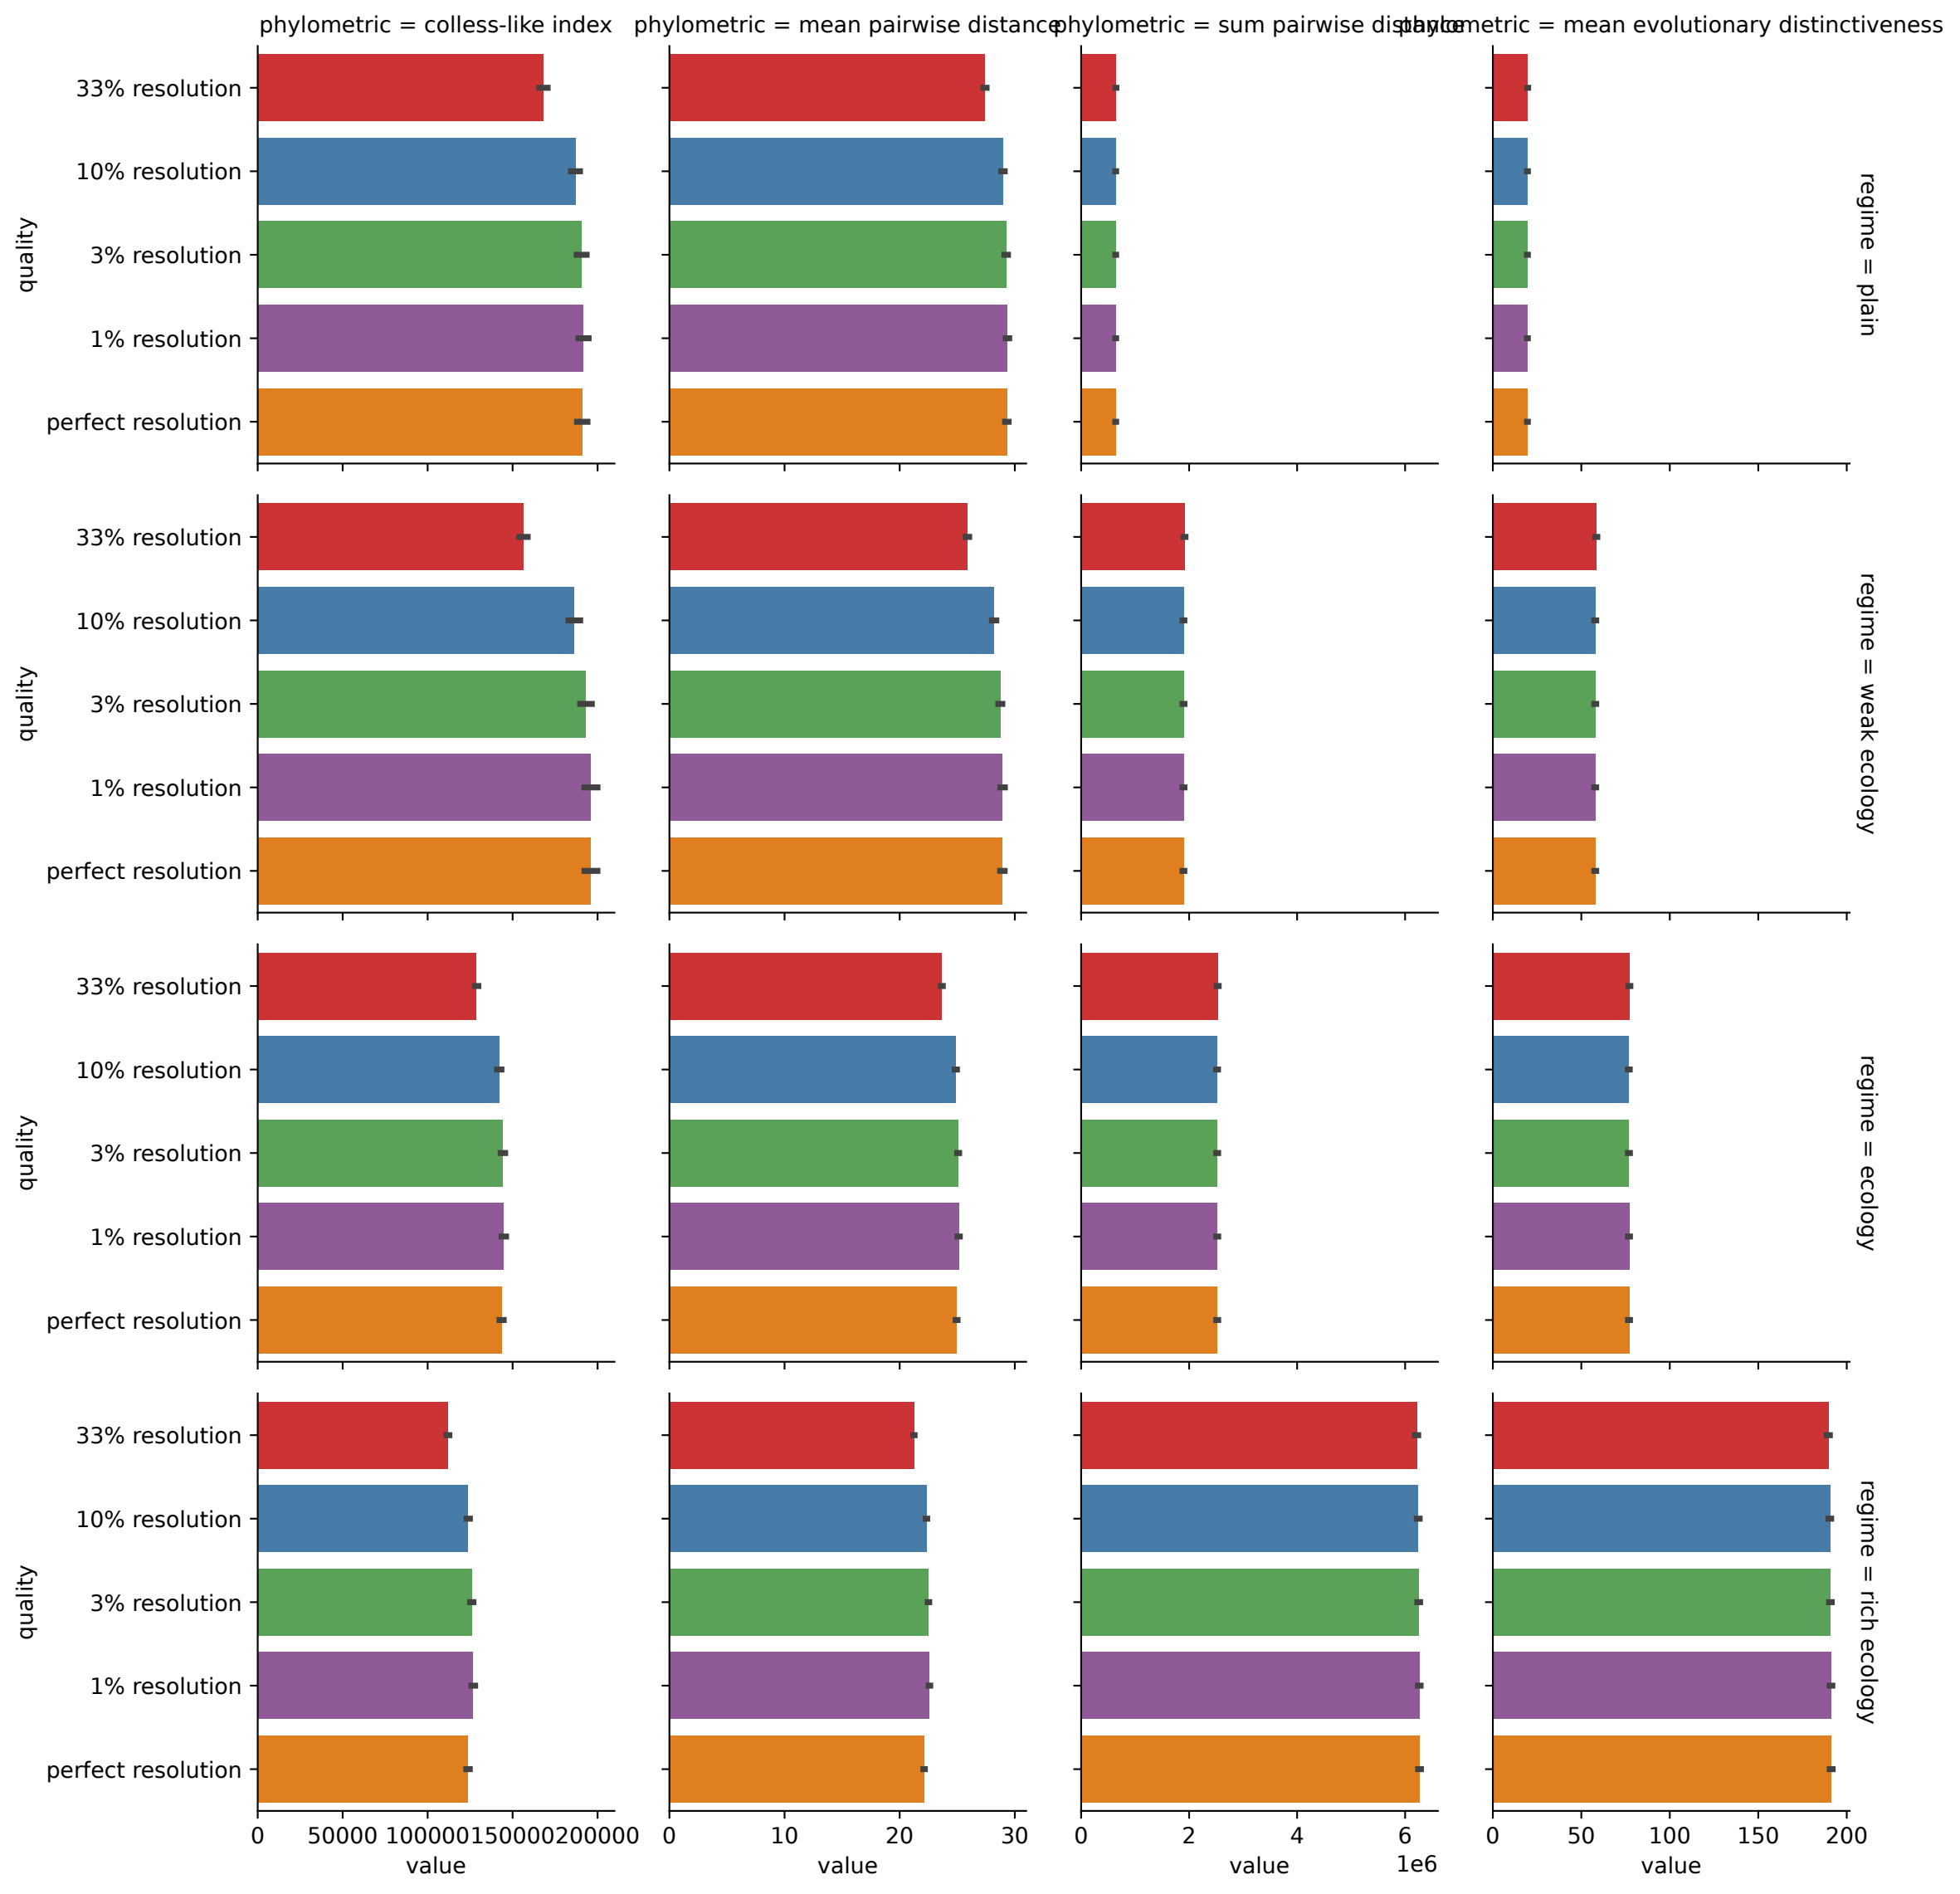 phylometric = colless-like index
phylometric = mean pairwise distance
phylometric = sum pairwise distance
phylometric = mean evolutionary distinctiveness
quality
33% resolution
10% resolution
3% resolution
1% resolution
perfect resolution
regime = plain
quality
33% resolution
10% resolution
3% resolution
1% resolution
perfect resolution
regime = weak ecology
quality
33% resolution
10% resolution
3% resolution
1% resolution
perfect resolution
regime = ecology
quality
33% resolution
10% resolution
3% resolution
1% resolution
perfect resolution
regime = rich ecology
0 50000 100000 150000 200000
value
0 10 20 30
value
0 2 4 6
1e6
value
0 50 100 150 200
value